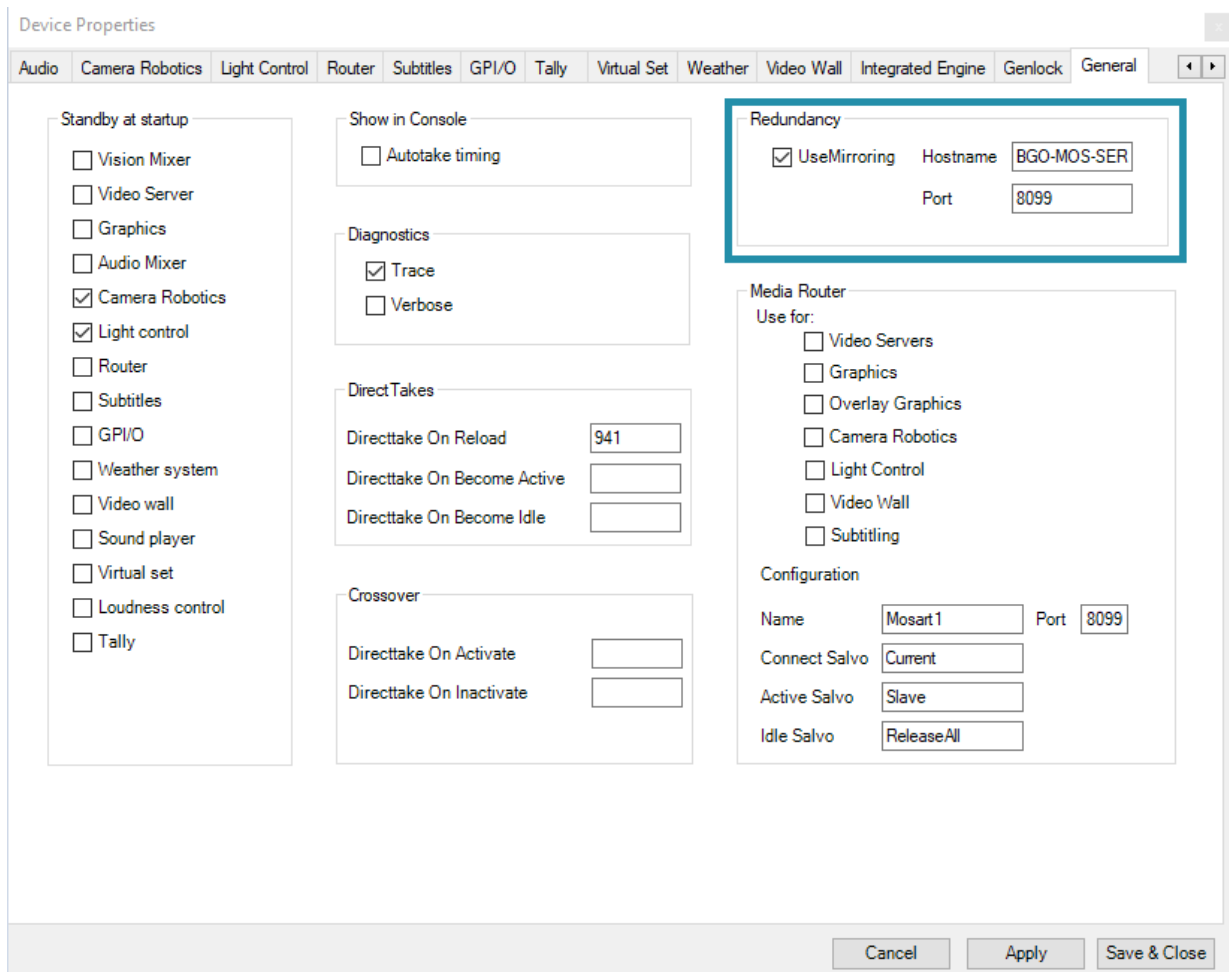 Device Properties
Audio Camera Robotics Light Control Router Subtitles GPI/O Tally Virtual Set Weather Video Wall Integrated Engine Genlock General
Standby at startup
Vision Mixer
Video Server
Graphics
Audio Mixer
Camera Robotics
Light control
Router
Subtitles
GPI/O
Weather system
Video wall
Sound player
Virtual set
Loudness control
Tally
Show in Console
Autotake timing
Diagnostics
Trace
Verbose
DirectTakes
Directtake On Reload 941
Directtake On Become Active
Directtake On Become Idle
Crossover
Directtake On Activate
Directtake On Inactivate
Redundancy
UseMirroring Hostname BGO-MOS-SER
Port 8099
Media Router
Use for:
Video Servers
Graphics
Overlay Graphics
Camera Robotics
Light Control
Video Wall
Subtitling
Configuration
Name Mosart1 Port 8099
Connect Salvo Current
Active Salvo Slave
Idle Salvo ReleaseAll
Cancel Apply Save & Close